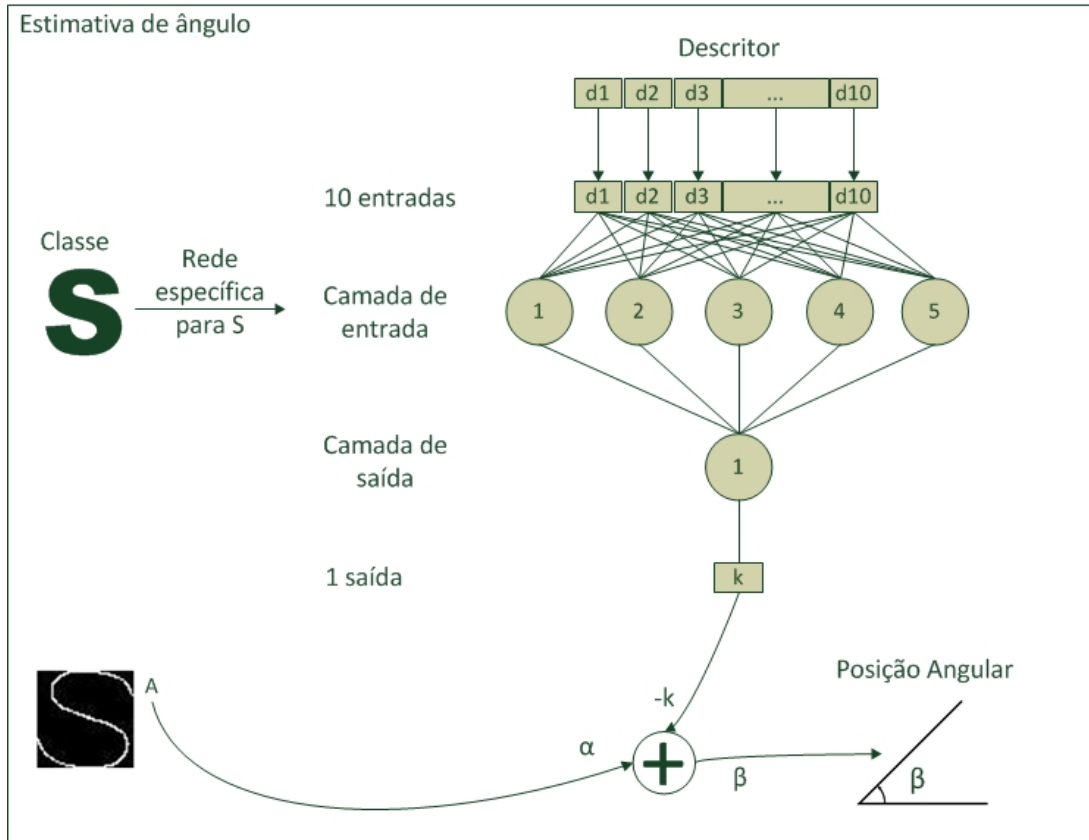 Estimativa de ângulo
Descritor
d1 d2 d3 ... d10
10 entradas
d1 d2 d3 ... d10
Classe
S
Rede
específica
para S
Camada de
entrada
1 2 3 4 5
Camada de
saída
1
1 saída
k
A
-k
α
+
β
Posição Angular
β